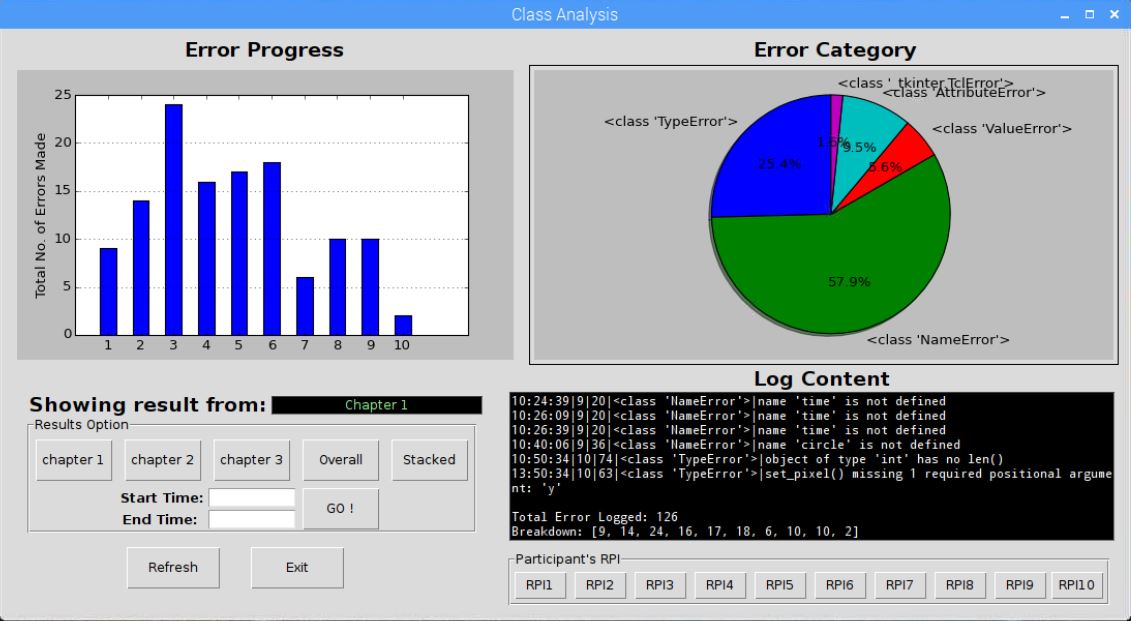 Class Analysis
Error Progress
Error Category
Total No. of Errors Made
25
20
15
10
5
0
1 2 3 4 5 6 7 8 9 10
<class '_tkinter.TclError'>
<class 'AttributeError'>
<class 'TypeError'>
<class 'ValueError'>
1.6%
9.5%
25.4%
5.6%
57.9%
<class 'NameError'>
Showing result from: Chapter 1
Results Option
chapter 1 chapter 2 chapter 3 Overall Stacked
Start Time:
End Time:
GO !
Refresh Exit
Log Content
10:24:39|9|20|<class 'NameError'>|name 'time' is not defined
10:26:09|9|20|<class 'NameError'>|name 'time' is not defined
10:26:39|9|20|<class 'NameError'>|name 'time' is not defined
10:40:06|9|36|<class 'NameError'>|name 'circle' is not defined
10:50:34|10|74|<class 'TypeError'>|object of type 'int' has no len()
13:50:34|10|63|<class 'TypeError'>|set_pixel() missing 1 required positional argume
nt: 'y'
Total Error Logged: 126
Breakdown: [9, 14, 24, 16, 17, 18, 6, 10, 10, 2]
Participant's RPI
RPI1 RPI2 RPI3 RPI4 RPI5 RPI6 RPI7 RPI8 RPI9 RPI10